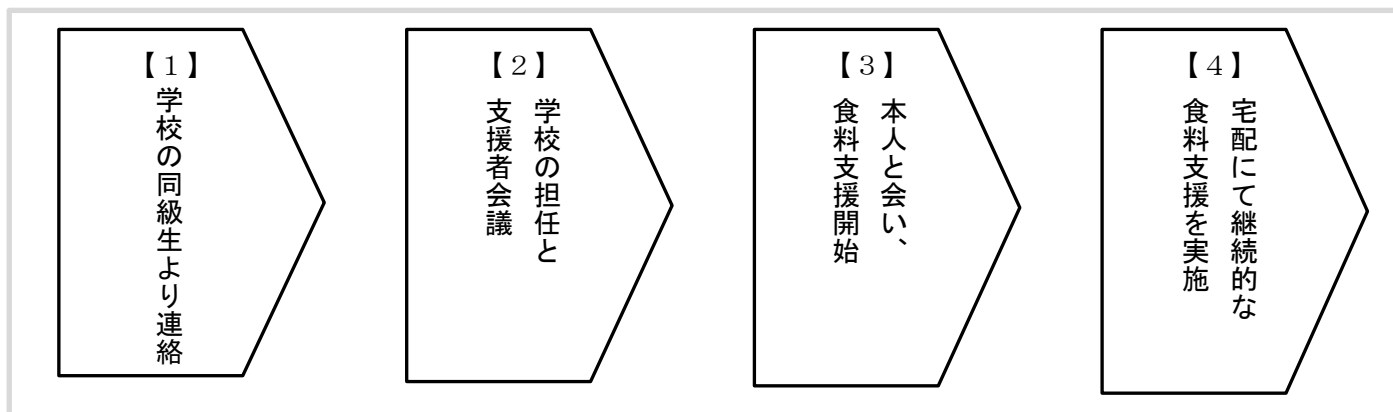 【１】
学校の同級生より連絡
【２】
学校の担任と
支援者会議
【３】
本人と会い、
食料支援開始
【４】
宅配にて継続的な
食料支援を実施